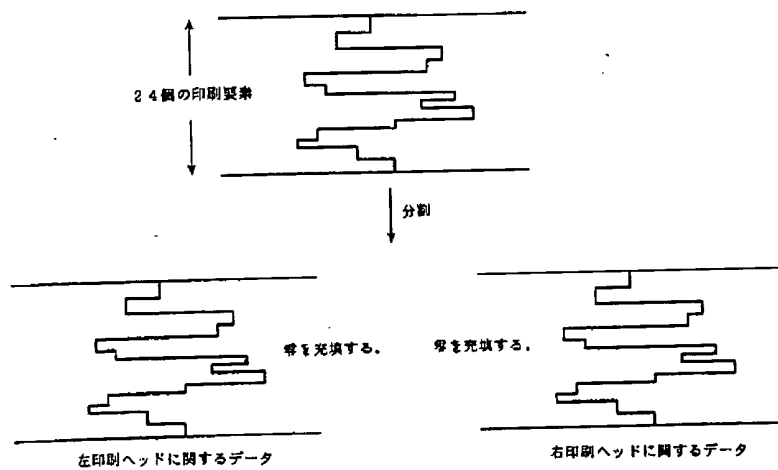 24個の印刷要素
分割
零を充填する。
零を充填する。
左印刷ヘッドに関するデータ
右印刷ヘッドに関するデータ